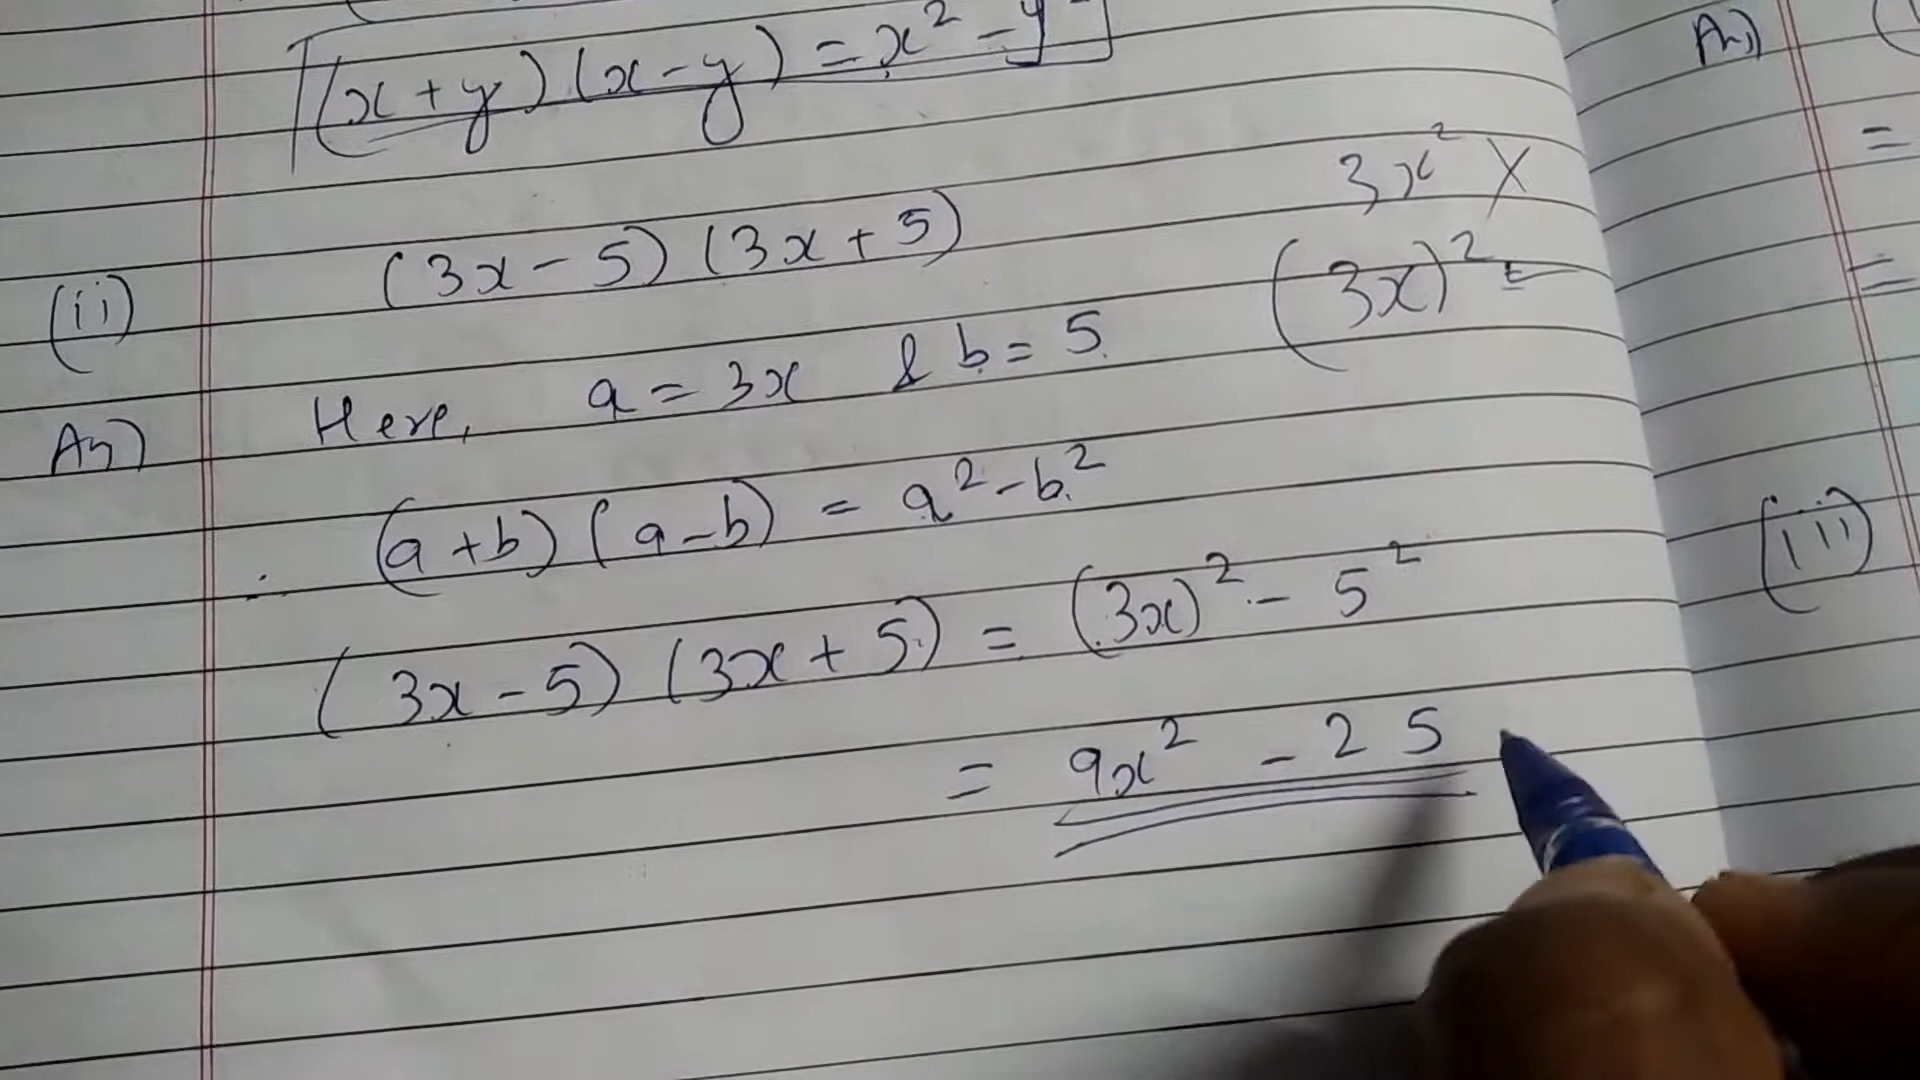 (x+y) (x-y) = x² - y²
3x² X
(ii) (3x - 5) (3x + 5)
(3x)²
An) Here, a = 3x & b = 5
(a+b) (a-b) = a² - b²
∴ (3x - 5) (3x + 5) = (3x)² - 5²
= 9x² - 25
An)
=
=
(iii)